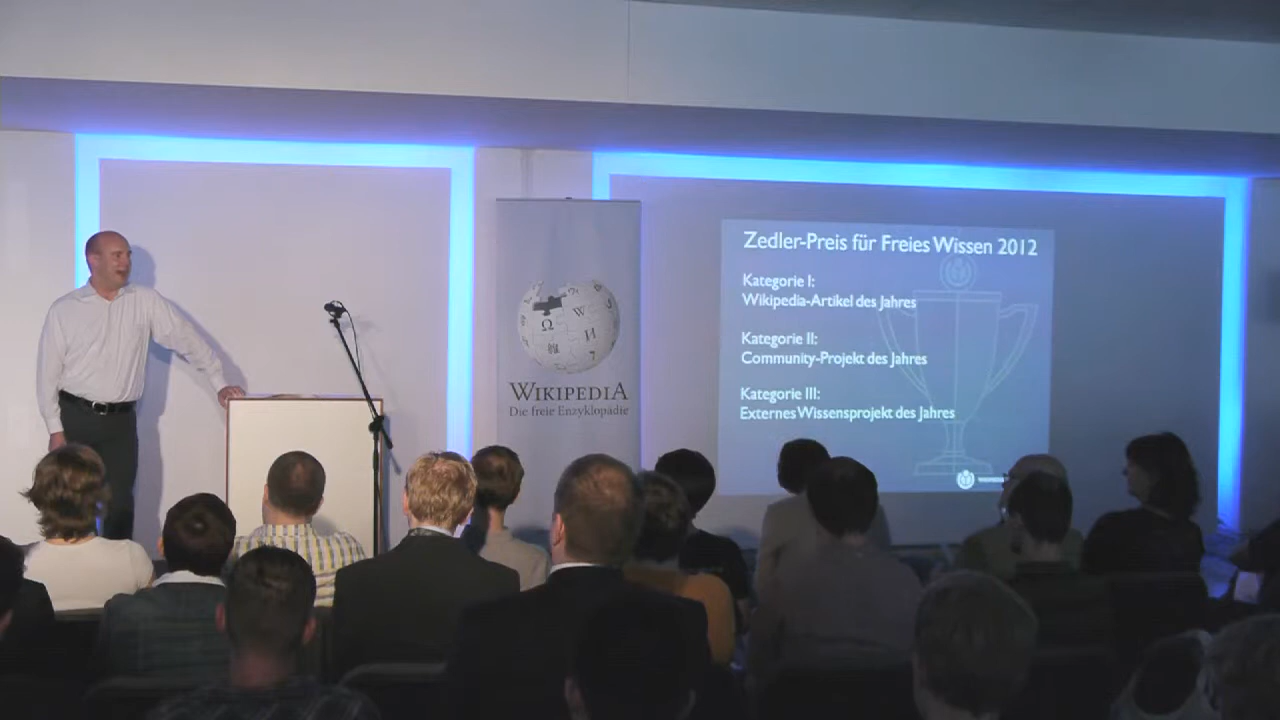 Zedler-Preis für Freies Wissen 2012
Kategorie I:
Wikipedia-Artikel des Jahres
Kategorie II:
Community-Projekt des Jahres
Kategorie III:
Externes Wissensprojekt des Jahres
Ω
W
И
WIKIPEDIA
Die freie Enzyklopädie